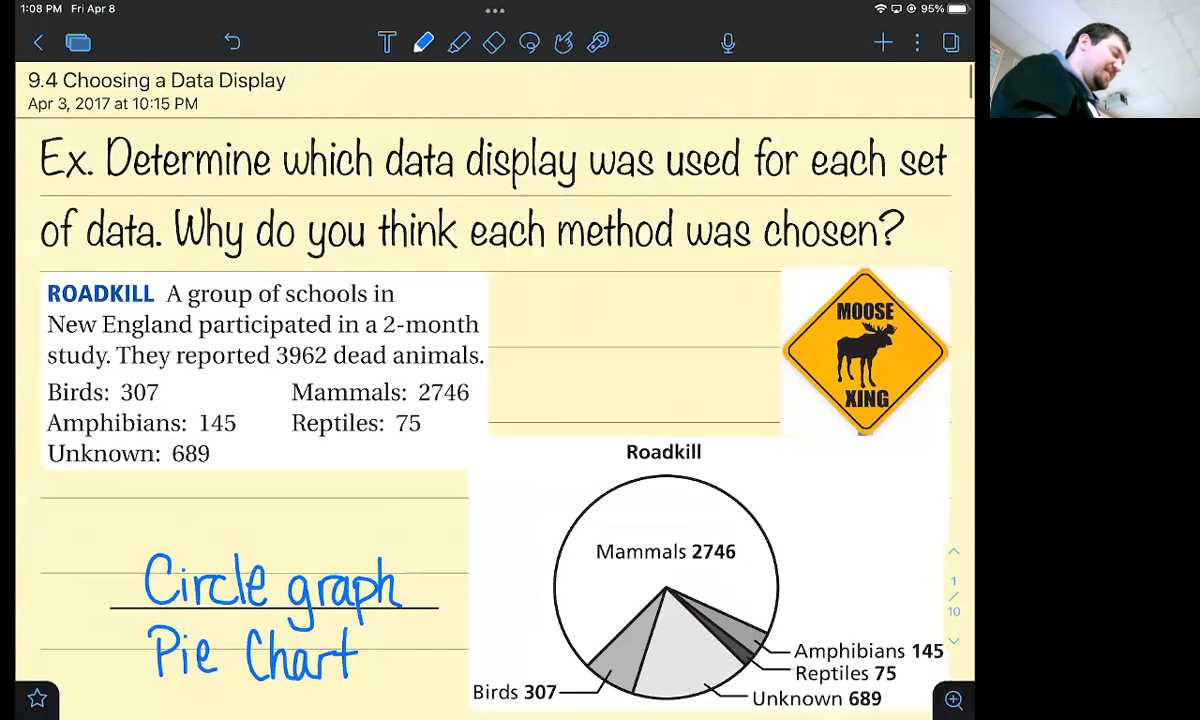 1:08 PM Fri Apr 8
95%
T
9.4 Choosing a Data Display
Apr 3, 2017 at 10:15 PM
Ex. Determine which data display was used for each set
of data. Why do you think each method was chosen?
ROADKILL A group of schools in
New England participated in a 2-month
study. They reported 3962 dead animals.
Birds: 307 Mammals: 2746
Amphibians: 145 Reptiles: 75
Unknown: 689
MOOSE
XING
Roadkill
Mammals 2746
Amphibians 145
Reptiles 75
Unknown 689
Birds 307
Circle graph
Pie Chart
1
/
10